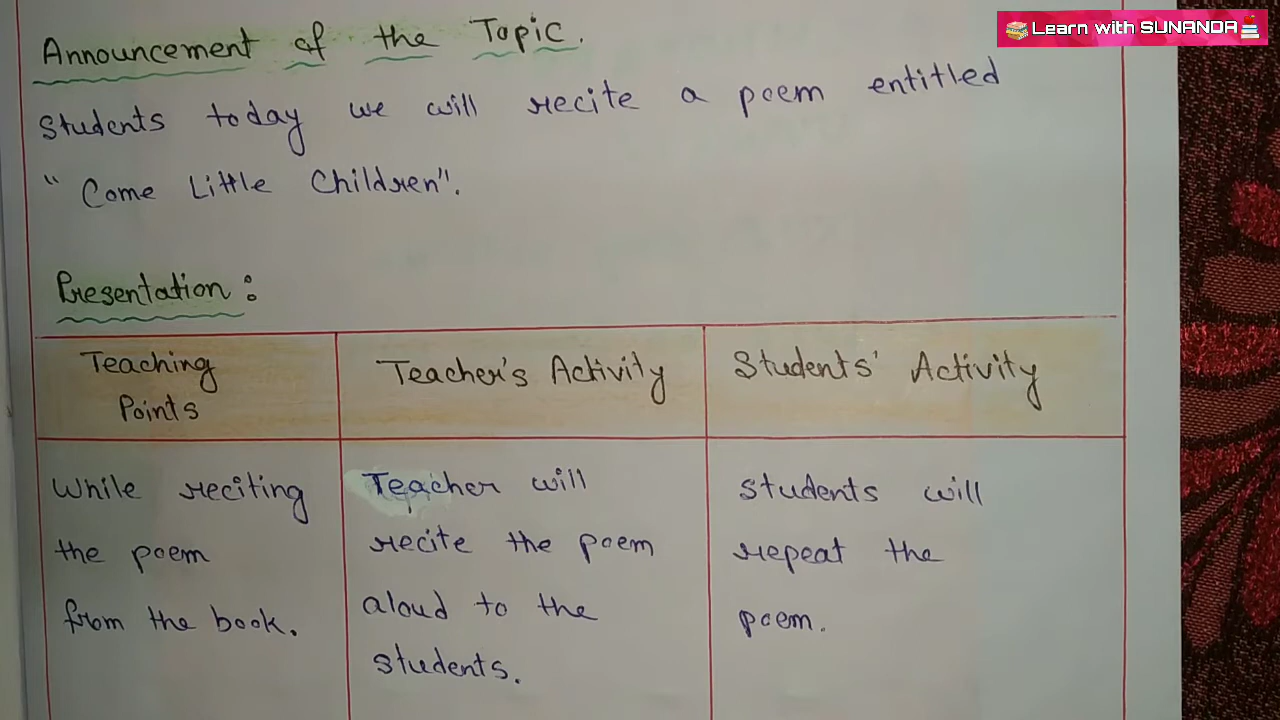 Learn with SUNANDA
Announcement of the Topic.
Students today we will recite a poem entitled
" Come Little Children".
Presentation :
Teaching
Points
Teacher's Activity
Students' Activity
While reciting
the poem
from the book.
Teacher will
recite the poem
aloud to the
students.
students will
repeat the
poem.